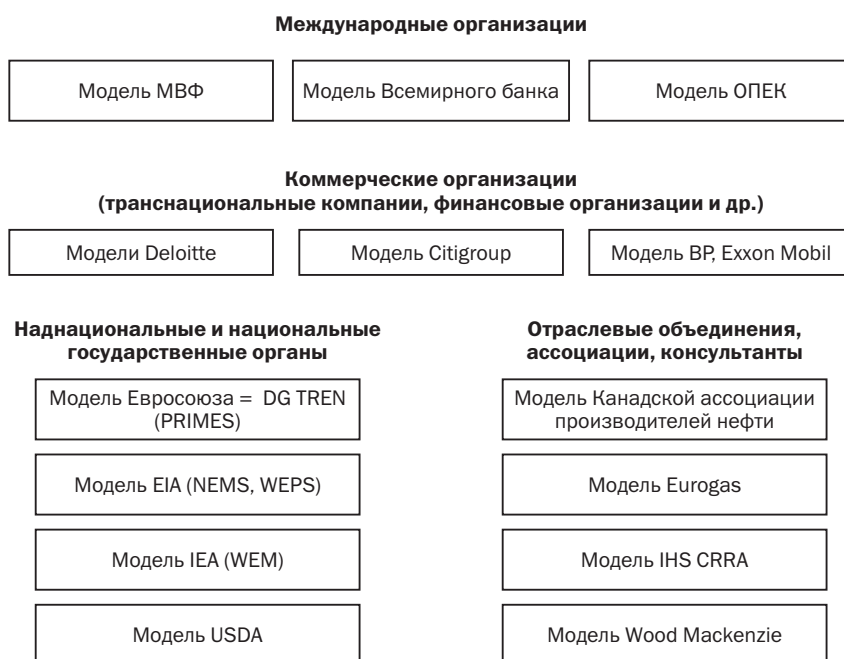 Международные организации
Модель МВФ
Модель Всемирного банка
Модель ОПЕК
Коммерческие организации
(транснациональные компании, финансовые организации и др.)
Модели Deloitte
Модель Citigroup
Модель BP, Exxon Mobil
Наднациональные и национальные
государственные органы
Модель Евросоюза = DG TREN
(PRIMES)
Модель EIA (NEMS, WEPS)
Модель IEA (WEM)
Модель USDA
Отраслевые объединения,
ассоциации, консультанты
Модель Канадской ассоциации
производителей нефти
Модель Eurogas
Модель IHS CRRA
Модель Wood Mackenzie